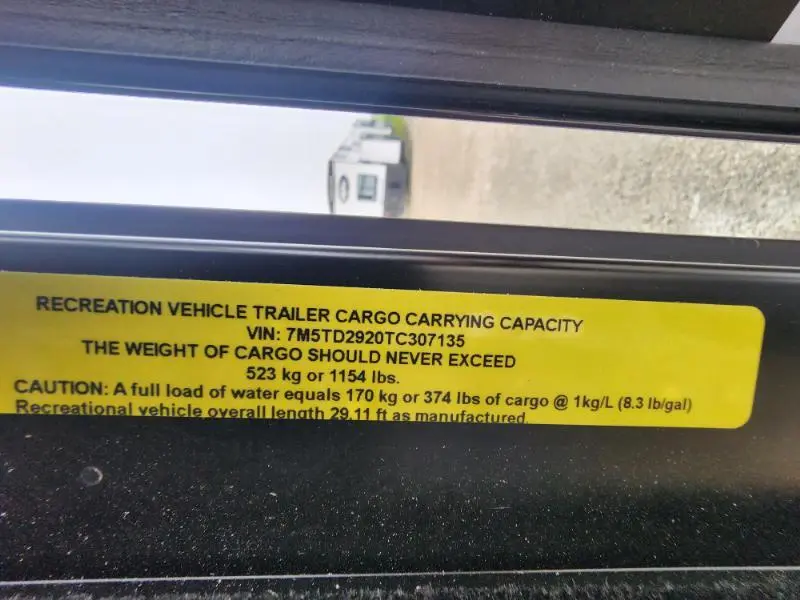 RECREATION VEHICLE TRAILER CARGO CARRYING CAPACITY
VIN: 7M5TD2920TC307135
THE WEIGHT OF CARGO SHOULD NEVER EXCEED
523 kg or 1154 lbs.
CAUTION: A full load of water equals 170 kg or 374 lbs of cargo @ 1kg/L (8.3 lb/gal)
Recreational vehicle overall length 29.11 ft as manufactured.